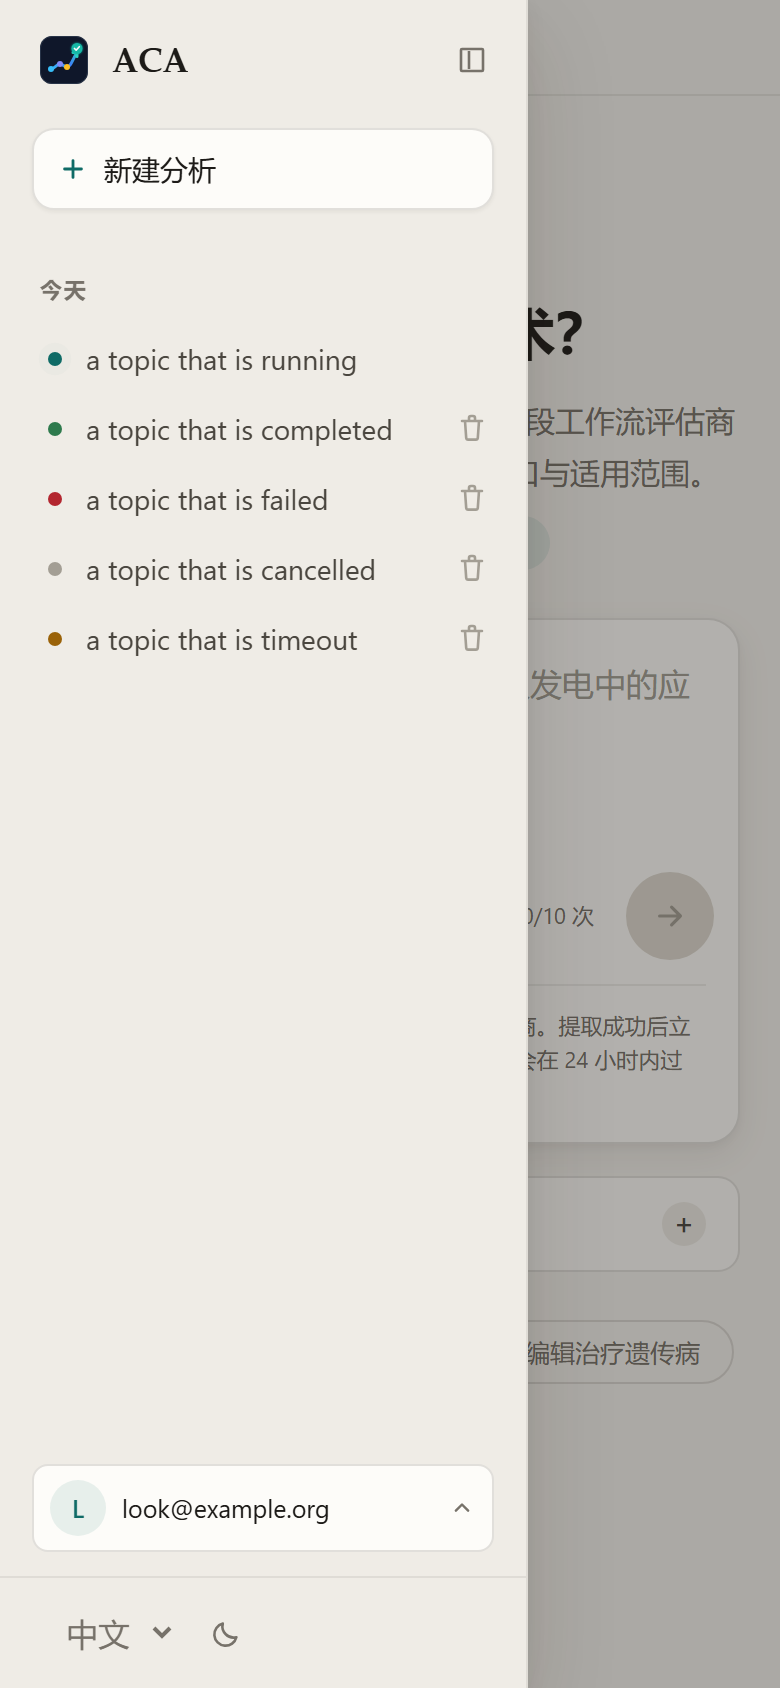 ACA
新建分析
今天
a topic that is running
a topic that is completed
a topic that is failed
a topic that is cancelled
a topic that is timeout
L
look@example.org
中文
术?
段工作流评估商
与适用范围。
发电中的应
0/10 次
。提取成功后立
在 24 小时内过
+
编辑治疗遗传病